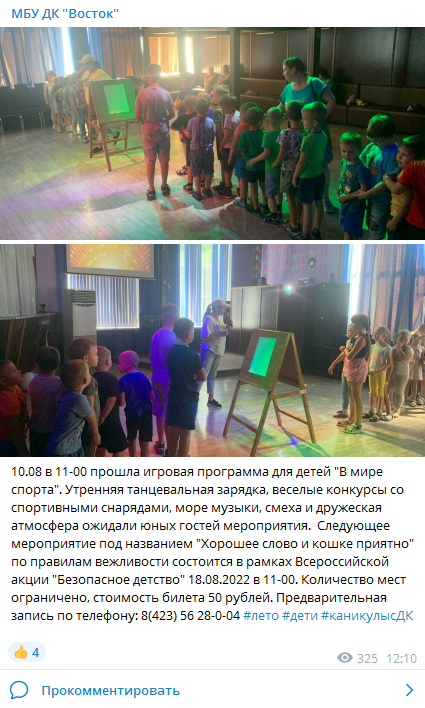 МБУ ДК "Восток"
10.08 в 11-00 прошла игровая программа для детей "В мире
спорта". Утренняя танцевальная зарядка, веселые конкурсы со
спортивными снарядами, море музыки, смеха и дружеская
атмосфера ожидали юных гостей мероприятия.  Следующее
мероприятие под названием "Хорошее слово и кошке приятно"
по правилам вежливости состоится в рамках Всероссийской
акции "Безопасное детство" 18.08.2022 в 11-00. Количество мест
ограничено, стоимость билета 50 рублей. Предварительная
запись по телефону: 8(423) 56 28-0-04 #лето #дети #каникулысДК
👍 4
325 12:10
Прокомментировать